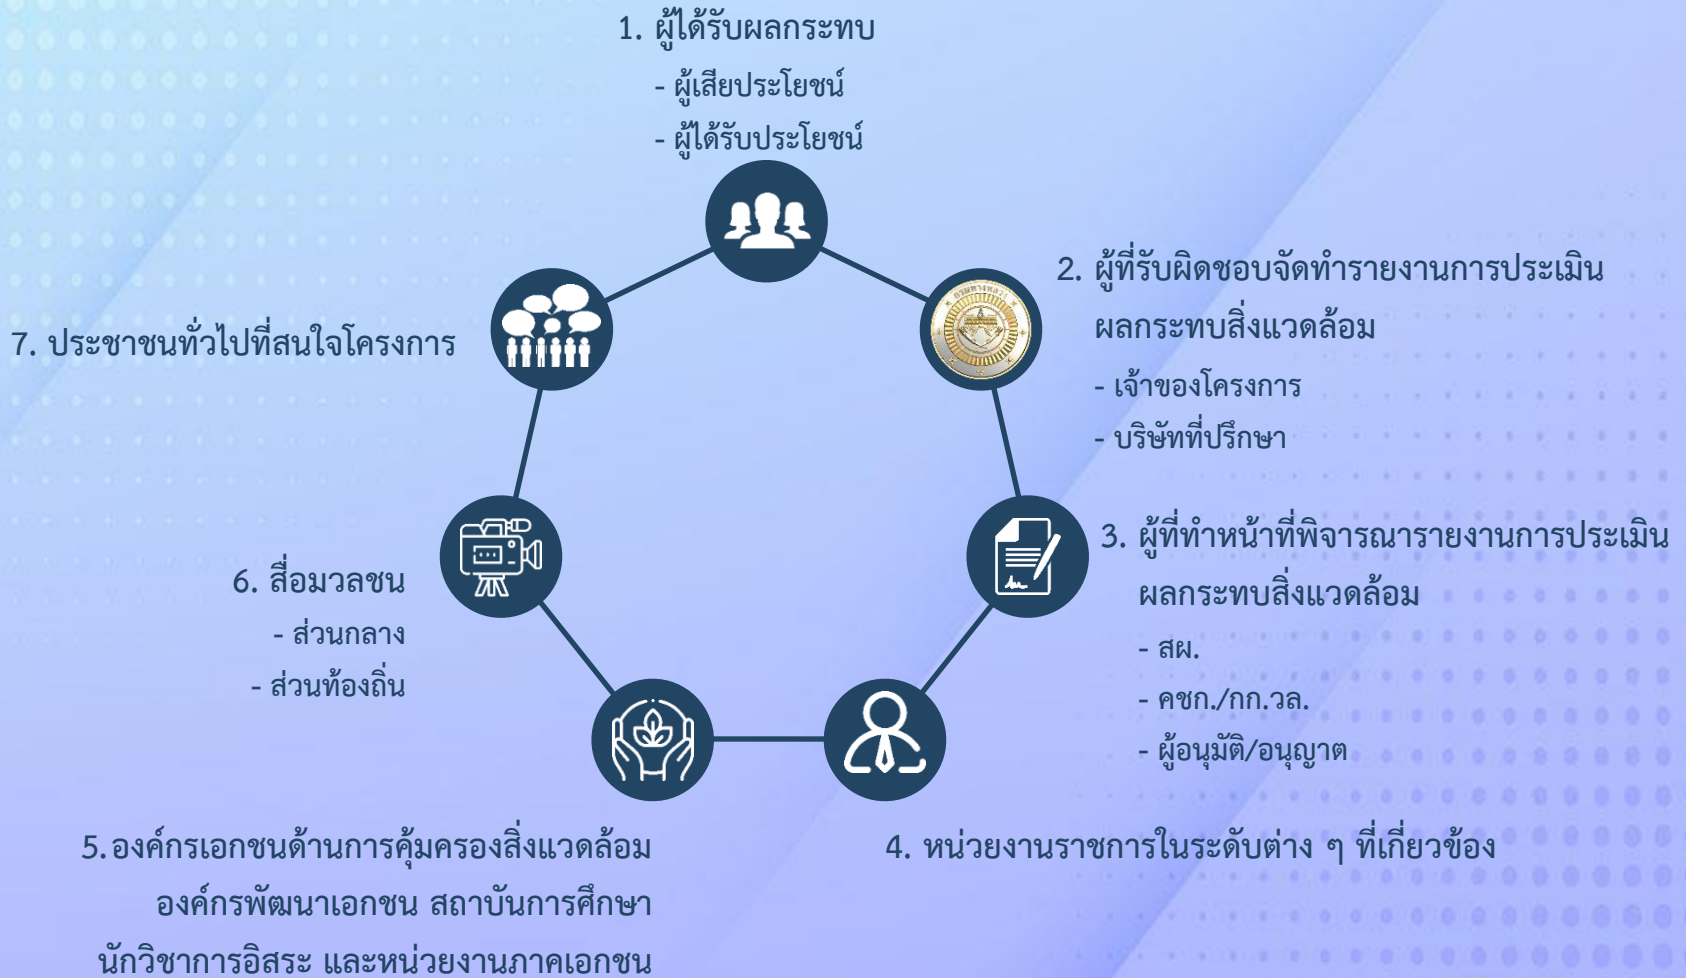 1. ผู้ได้รับผลกระทบ
- ผู้เสียประโยชน์
- ผู้ได้รับประโยชน์
2. ผู้ที่รับผิดชอบจัดทำรายงานการประเมิน
ผลกระทบสิ่งแวดล้อม
- เจ้าของโครงการ
- บริษัทที่ปรึกษา
3. ผู้ที่ทำหน้าที่พิจารณารายงานการประเมิน
ผลกระทบสิ่งแวดล้อม
- สผ.
- คชก./กก.วล.
- ผู้อนุมัติ/อนุญาต
4. หน่วยงานราชการในระดับต่าง ๆ ที่เกี่ยวข้อง
5. องค์กรเอกชนด้านการคุ้มครองสิ่งแวดล้อม
องค์กรพัฒนาเอกชน สถาบันการศึกษา
นักวิชาการอิสระ และหน่วยงานภาคเอกชน
6. สื่อมวลชน
- ส่วนกลาง
- ส่วนท้องถิ่น
7. ประชาชนทั่วไปที่สนใจโครงการ
กรมทางหลวง